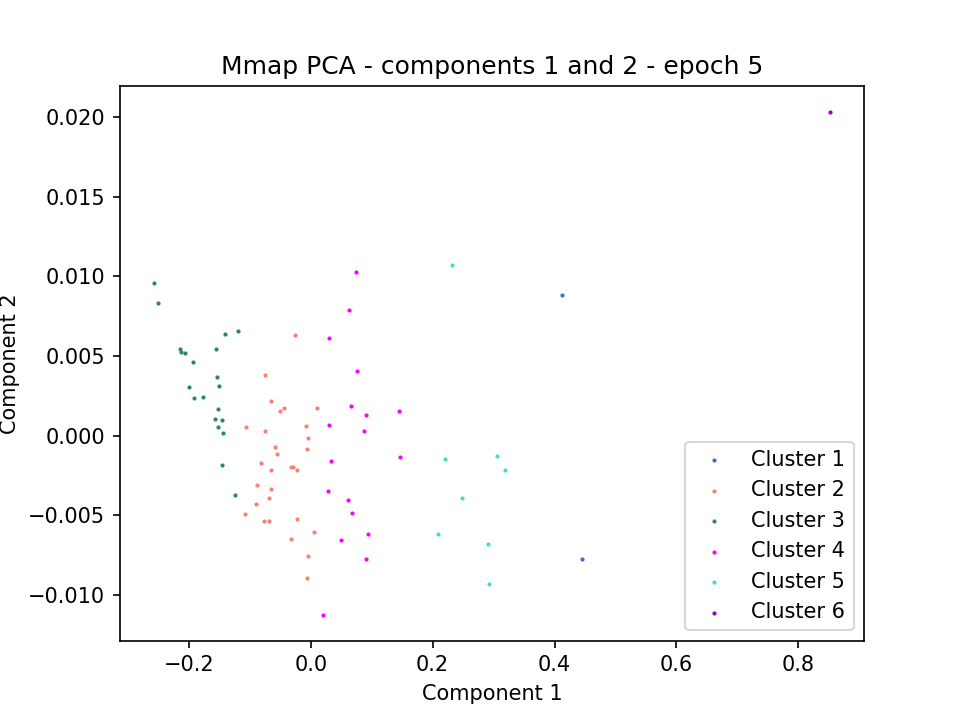 Mmap PCA - components 1 and 2 - epoch 5
0.020
0.015
0.010
0.005
0.000
−0.005
−0.010
Component 2
−0.2
0.0
0.2
0.4
0.6
0.8
Component 1
Cluster 1
Cluster 2
Cluster 3
Cluster 4
Cluster 5
Cluster 6